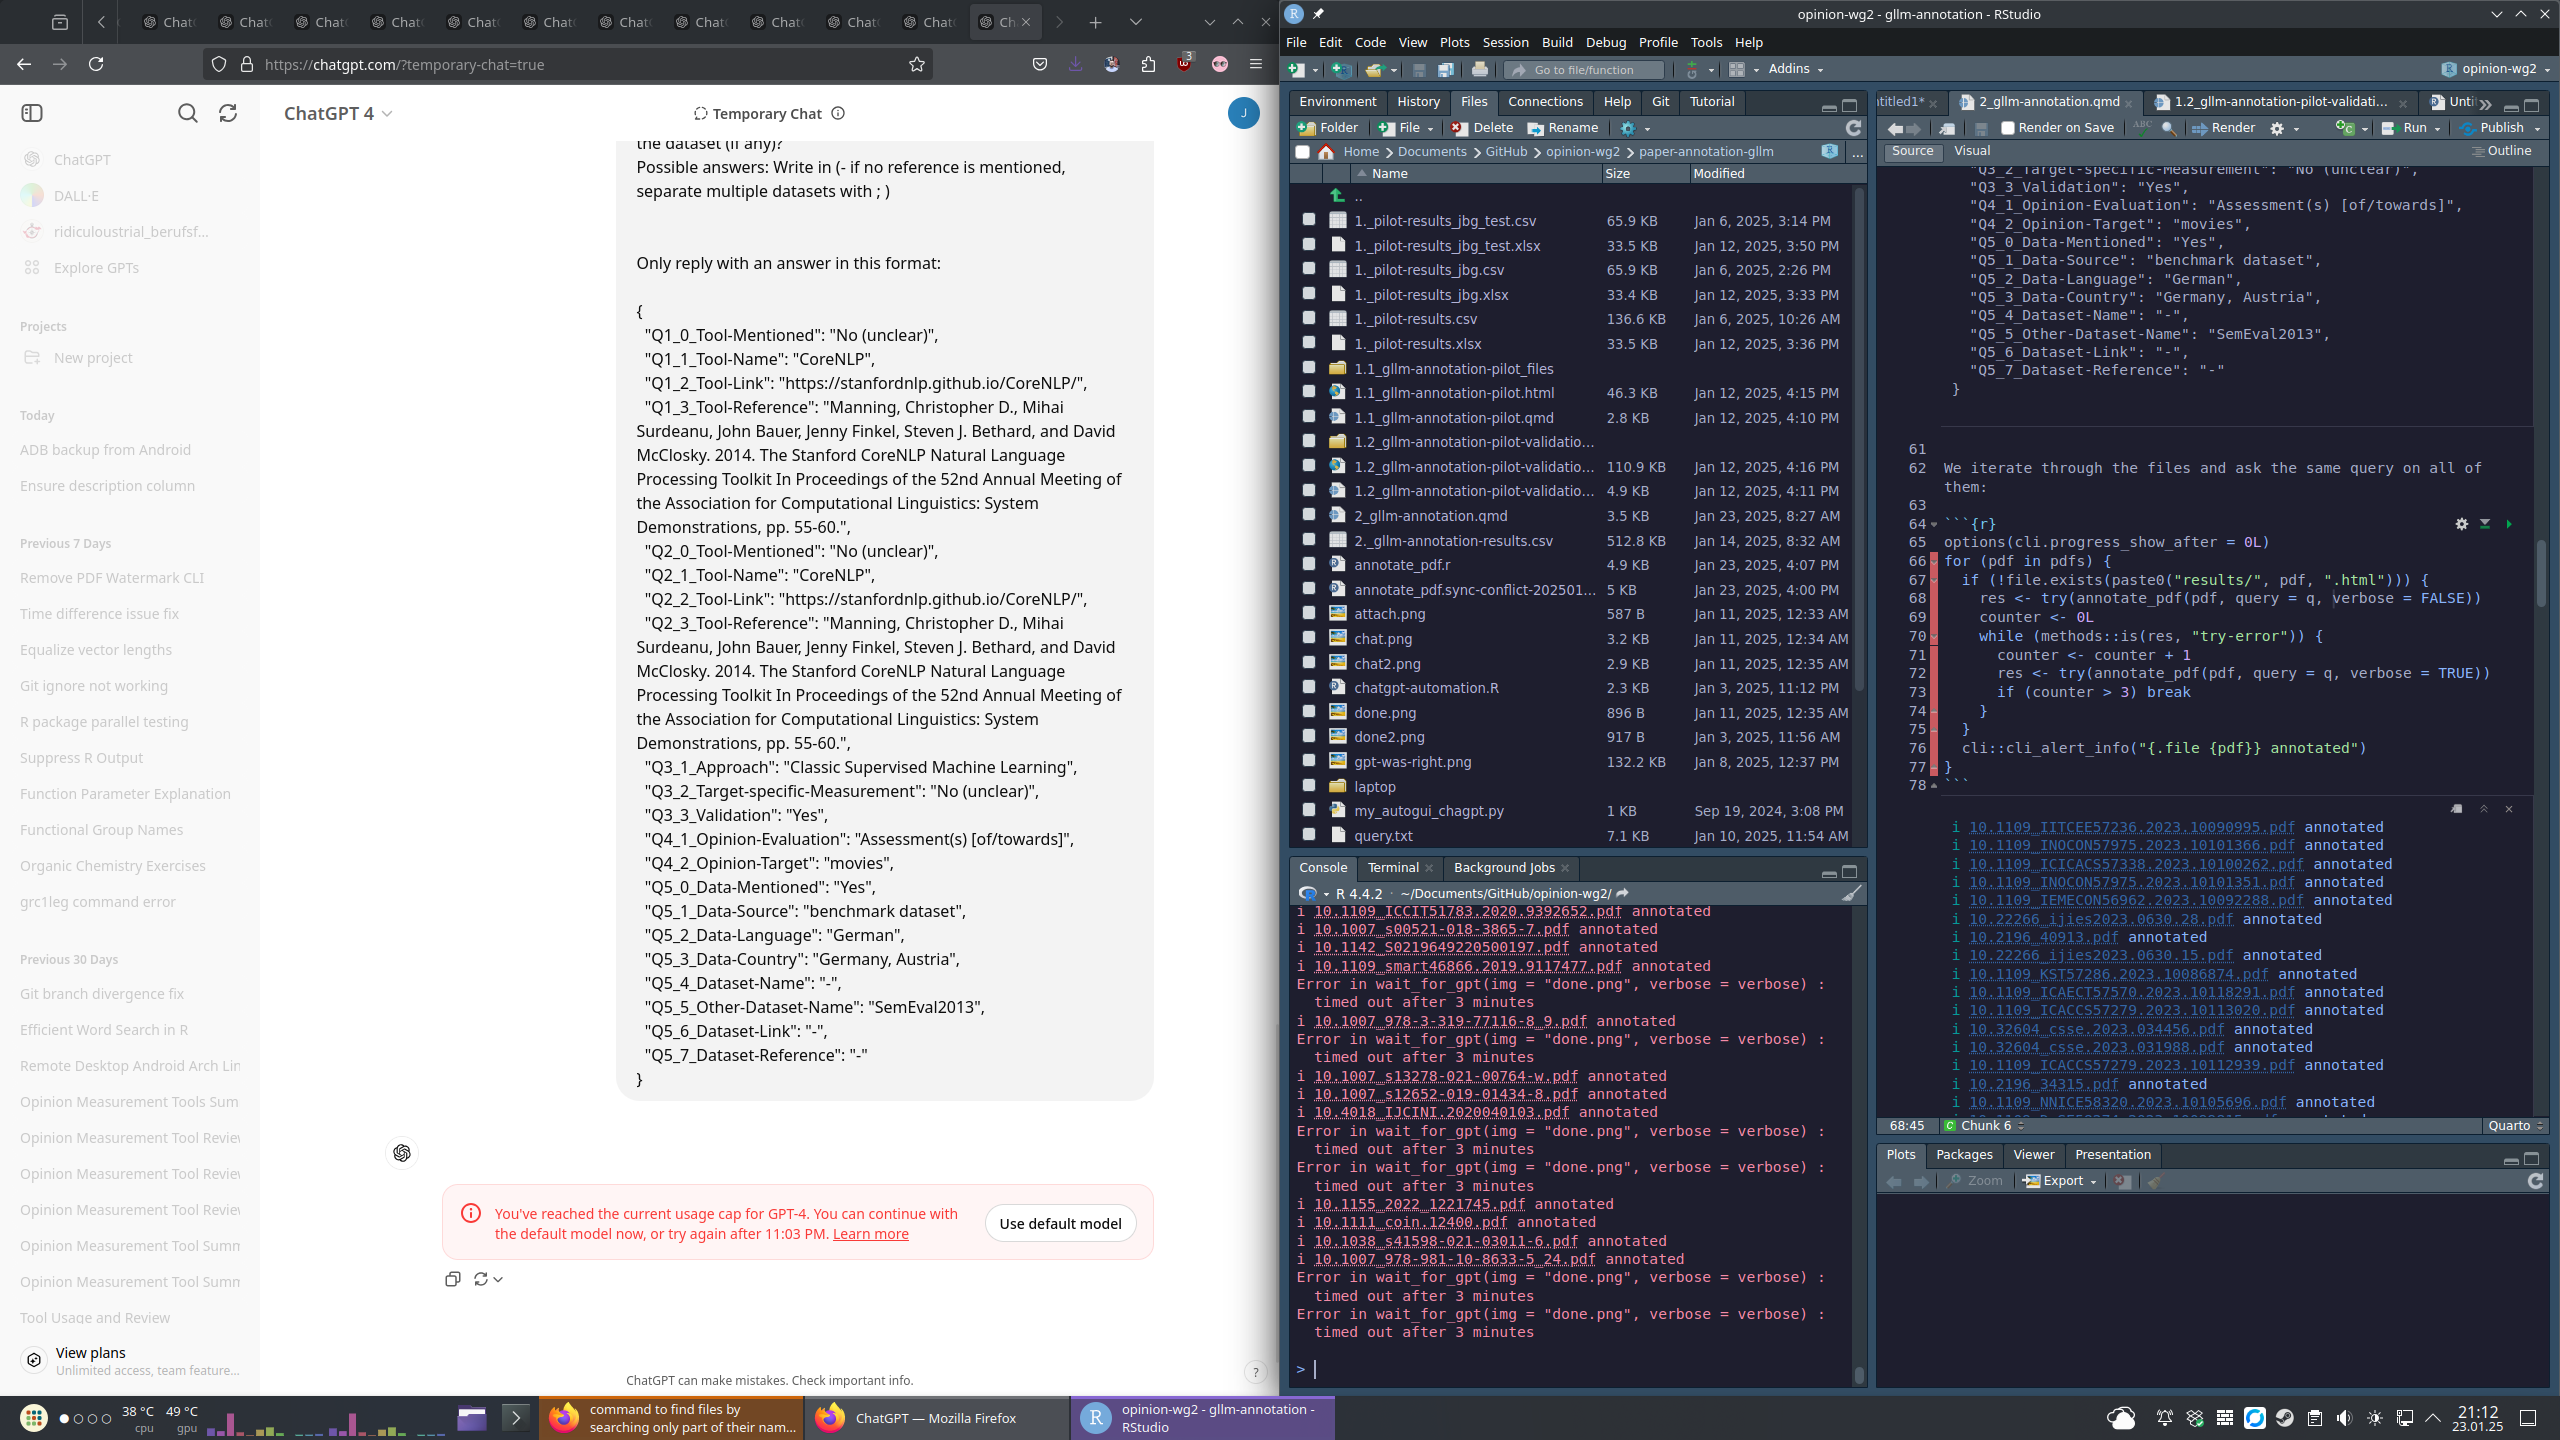 Chat
Chat
Chat
Chat
Chat
Chat
Chat
Chat
Chat
Chat
Chat
Ch
https://chatgpt.com/?temporary-chat=true
3
ChatGPT 4
Temporary Chat
J
ChatGPT
DALL·E
ridiculoustrial_berufsf...
Explore GPTs
Projects
New project
Today
ADB backup from Android
Ensure description column
Previous 7 Days
Remove PDF Watermark CLI
Time difference issue fix
Equalize vector lengths
Git ignore not working
R package parallel testing
Suppress R Output
Function Parameter Explanation
Functional Group Names
Organic Chemistry Exercises
grc1leg command error
Previous 30 Days
Git branch divergence fix
Efficient Word Search in R
Remote Desktop Android Arch Lin
Opinion Measurement Tools Sum
Opinion Measurement Tool Review
Opinion Measurement Tool Review
Opinion Measurement Tool Review
Opinion Measurement Tool Summ
Opinion Measurement Tool Summ
Tool Usage and Review
View plans
Unlimited access, team feature...
the dataset (if any)?
Possible answers: Write in (- if no reference is mentioned,
separate multiple datasets with ; )
Only reply with an answer in this format:
{
"Q1_0_Tool-Mentioned": "No (unclear)",
"Q1_1_Tool-Name": "CoreNLP",
"Q1_2_Tool-Link": "https://stanfordnlp.github.io/CoreNLP/",
"Q1_3_Tool-Reference": "Manning, Christopher D., Mihai
Surdeanu, John Bauer, Jenny Finkel, Steven J. Bethard, and David
McClosky. 2014. The Stanford CoreNLP Natural Language
Processing Toolkit In Proceedings of the 52nd Annual Meeting of
the Association for Computational Linguistics: System
Demonstrations, pp. 55-60.",
"Q2_0_Tool-Mentioned": "No (unclear)",
"Q2_1_Tool-Name": "CoreNLP",
"Q2_2_Tool-Link": "https://stanfordnlp.github.io/CoreNLP/",
"Q2_3_Tool-Reference": "Manning, Christopher D., Mihai
Surdeanu, John Bauer, Jenny Finkel, Steven J. Bethard, and David
McClosky. 2014. The Stanford CoreNLP Natural Language
Processing Toolkit In Proceedings of the 52nd Annual Meeting of
the Association for Computational Linguistics: System
Demonstrations, pp. 55-60.",
"Q3_1_Approach": "Classic Supervised Machine Learning",
"Q3_2_Target-specific-Measurement": "No (unclear)",
"Q3_3_Validation": "Yes",
"Q4_1_Opinion-Evaluation": "Assessment(s) [of/towards]",
"Q4_2_Opinion-Target": "movies",
"Q5_0_Data-Mentioned": "Yes",
"Q5_1_Data-Source": "benchmark dataset",
"Q5_2_Data-Language": "German",
"Q5_3_Data-Country": "Germany, Austria",
"Q5_4_Dataset-Name": "-",
"Q5_5_Other-Dataset-Name": "SemEval2013",
"Q5_6_Dataset-Link": "-",
"Q5_7_Dataset-Reference": "-"
}
You've reached the current usage cap for GPT-4. You can continue with
the default model now, or try again after 11:03 PM. Learn more
Use default model
ChatGPT can make mistakes. Check important info.
?
opinion-wg2 - gllm-annotation - RStudio
File Edit Code View Plots Session Build Debug Profile Tools Help
Go to file/function
Addins
opinion-wg2
Environment History Files Connections Help Git Tutorial
Folder File Delete Rename
Home Documents GitHub opinion-wg2 paper-annotation-gllm ...
Name Size Modified
..
1._pilot-results_jbg_test.csv 65.9 KB Jan 6, 2025, 3:14 PM
1._pilot-results_jbg_test.xlsx 33.5 KB Jan 12, 2025, 3:50 PM
1._pilot-results_jbg.csv 65.9 KB Jan 6, 2025, 2:26 PM
1._pilot-results_jbg.xlsx 33.4 KB Jan 12, 2025, 3:33 PM
1._pilot-results.csv 136.6 KB Jan 6, 2025, 10:26 AM
1._pilot-results.xlsx 33.5 KB Jan 12, 2025, 3:36 PM
1.1_gllm-annotation-pilot_files
1.1_gllm-annotation-pilot.html 46.3 KB Jan 12, 2025, 4:15 PM
1.1_gllm-annotation-pilot.qmd 2.8 KB Jan 12, 2025, 4:10 PM
1.2_gllm-annotation-pilot-validatio...
1.2_gllm-annotation-pilot-validatio... 110.9 KB Jan 12, 2025, 4:16 PM
1.2_gllm-annotation-pilot-validatio... 4.9 KB Jan 12, 2025, 4:11 PM
2_gllm-annotation.qmd 3.5 KB Jan 23, 2025, 8:27 AM
2._gllm-annotation-results.csv 512.8 KB Jan 14, 2025, 8:32 AM
annotate_pdf.r 4.9 KB Jan 23, 2025, 4:07 PM
annotate_pdf.sync-conflict-202501... 5 KB Jan 23, 2025, 4:00 PM
attach.png 587 B Jan 11, 2025, 12:33 AM
chat.png 3.2 KB Jan 11, 2025, 12:34 AM
chat2.png 2.9 KB Jan 11, 2025, 12:35 AM
chatgpt-automation.R 2.3 KB Jan 3, 2025, 11:12 PM
done.png 896 B Jan 11, 2025, 12:35 AM
done2.png 917 B Jan 3, 2025, 11:56 AM
gpt-was-right.png 132.2 KB Jan 8, 2025, 12:37 PM
laptop
my_autogui_chagpt.py 1 KB Sep 19, 2024, 3:08 PM
query.txt 7.1 KB Jan 10, 2025, 11:54 AM
Console Terminal Background Jobs
R 4.4.2 · ~/Documents/GitHub/opinion-wg2/
i 10.1109_ICCIT51783.2020.9392652.pdf annotated
i 10.1007_s00521-018-3865-7.pdf annotated
i 10.1142_S0219649220500197.pdf annotated
i 10.1109_smart46866.2019.9117477.pdf annotated
Error in wait_for_gpt(img = "done.png", verbose = verbose) :
timed out after 3 minutes
i 10.1007_978-3-319-77116-8_9.pdf annotated
Error in wait_for_gpt(img = "done.png", verbose = verbose) :
timed out after 3 minutes
i 10.1007_s13278-021-00764-w.pdf annotated
i 10.1007_s12652-019-01434-8.pdf annotated
i 10.4018_IJCINI.2020040103.pdf annotated
Error in wait_for_gpt(img = "done.png", verbose = verbose) :
timed out after 3 minutes
Error in wait_for_gpt(img = "done.png", verbose = verbose) :
timed out after 3 minutes
i 10.1155_2022_1221745.pdf annotated
i 10.1111_coin.12400.pdf annotated
i 10.1038_s41598-021-03011-6.pdf annotated
i 10.1007_978-981-10-8633-5_24.pdf annotated
Error in wait_for_gpt(img = "done.png", verbose = verbose) :
timed out after 3 minutes
Error in wait_for_gpt(img = "done.png", verbose = verbose) :
timed out after 3 minutes
>
ntitled1* 2_gllm-annotation.qmd 1.2_gllm-annotation-pilot-validati... Unti
Render on Save ABC Render Run Publish
Source Visual Outline
"Q3_2_Target-specific-Measurement": "No (unclear)",
"Q3_3_Validation": "Yes",
"Q4_1_Opinion-Evaluation": "Assessment(s) [of/towards]",
"Q4_2_Opinion-Target": "movies",
"Q5_0_Data-Mentioned": "Yes",
"Q5_1_Data-Source": "benchmark dataset",
"Q5_2_Data-Language": "German",
"Q5_3_Data-Country": "Germany, Austria",
"Q5_4_Dataset-Name": "-",
"Q5_5_Other-Dataset-Name": "SemEval2013",
"Q5_6_Dataset-Link": "-",
"Q5_7_Dataset-Reference": "-"
}
61
62 We iterate through the files and ask the same query on all of
them:
63
64 ```{r}
65 options(cli.progress_show_after = 0L)
66 for (pdf in pdfs) {
67 if (!file.exists(paste0("results/", pdf, ".html"))) {
68 res <- try(annotate_pdf(pdf, query = q, verbose = FALSE))
69 counter <- 0L
70 while (methods::is(res, "try-error")) {
71 counter <- counter + 1
72 res <- try(annotate_pdf(pdf, query = q, verbose = TRUE))
73 if (counter > 3) break
74 }
75 }
76 cli::cli_alert_info("{.file {pdf}} annotated")
77 }
78 ```
i 10.1109_IITCEE57236.2023.10090995.pdf annotated
i 10.1109_INOCON57975.2023.10101366.pdf annotated
i 10.1109_ICICACS57338.2023.10100262.pdf annotated
i 10.1109_INOCON57975.2023.10101351.pdf annotated
i 10.1109_IEMECON56962.2023.10092288.pdf annotated
i 10.22266_ijies2023.0630.28.pdf annotated
i 10.2196_40913.pdf annotated
i 10.22266_ijies2023.0630.15.pdf annotated
i 10.1109_KST57286.2023.10086874.pdf annotated
i 10.1109_ICAECT57570.2023.10118291.pdf annotated
i 10.1109_ICACCS57279.2023.10113020.pdf annotated
i 10.32604_csse.2023.034456.pdf annotated
i 10.32604_csse.2023.031988.pdf annotated
i 10.1109_ICACCS57279.2023.10112939.pdf annotated
i 10.2196_34315.pdf annotated
i 10.1109_NNICE58320.2023.10105696.pdf annotated
68:45 Chunk 6 Quarto
Plots Packages Viewer Presentation
Zoom Export
38 °C
cpu
49 °C
gpu
command to find files by
searching only part of their nam...
ChatGPT — Mozilla Firefox
opinion-wg2 - gllm-annotation -
RStudio
21:12
23.01.25